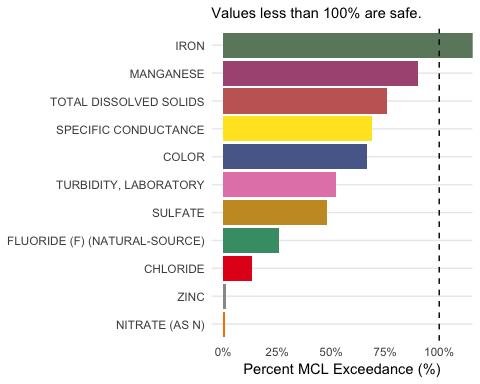 Values less than 100% are safe.
IRON
MANGANESE
TOTAL DISSOLVED SOLIDS
SPECIFIC CONDUCTANCE
COLOR
TURBIDITY, LABORATORY
SULFATE
FLUORIDE (F) (NATURAL-SOURCE)
CHLORIDE
ZINC
NITRATE (AS N)
0% 25% 50% 75% 100%
Percent MCL Exceedance (%)